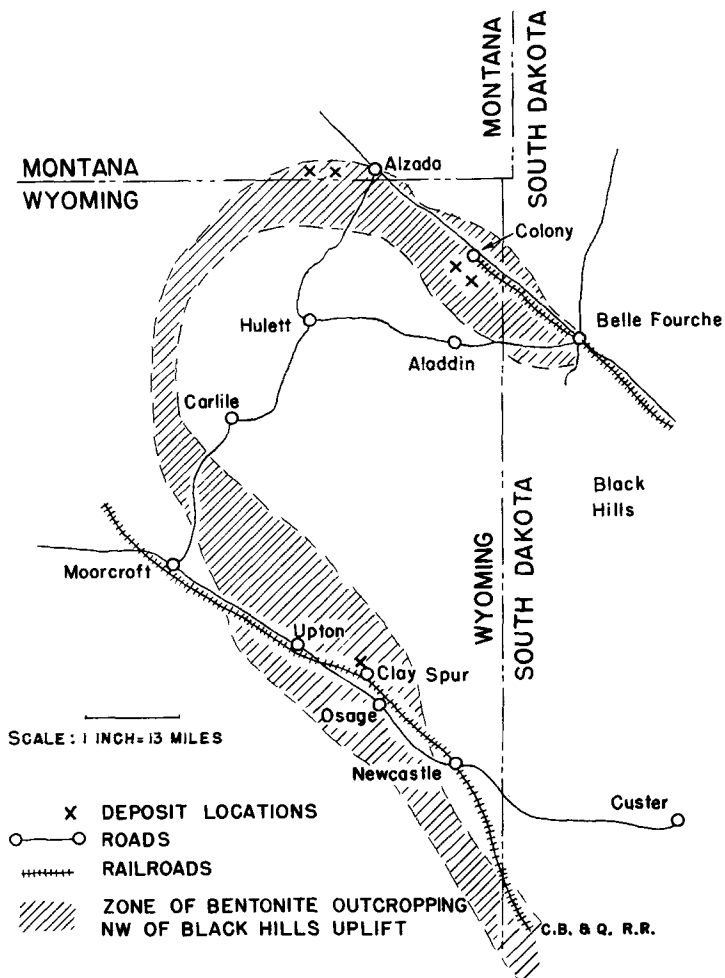 MONTANA
SOUTH DAKOTA
MONTANA
WYOMING
Alzada
Colony
Belle Fourche
Hulett
Aladdin
Carlile
Black
Hills
WYOMING
SOUTH DAKOTA
Moorcroft
Upton
Clay Spur
Osage
SCALE: 1 INCH=13 MILES
Newcastle
Custer
X DEPOSIT LOCATIONS
ROADS
RAILROADS
ZONE OF BENTONITE OUTCROPPING
NW OF BLACK HILLS UPLIFT
C.B. & Q. R.R.